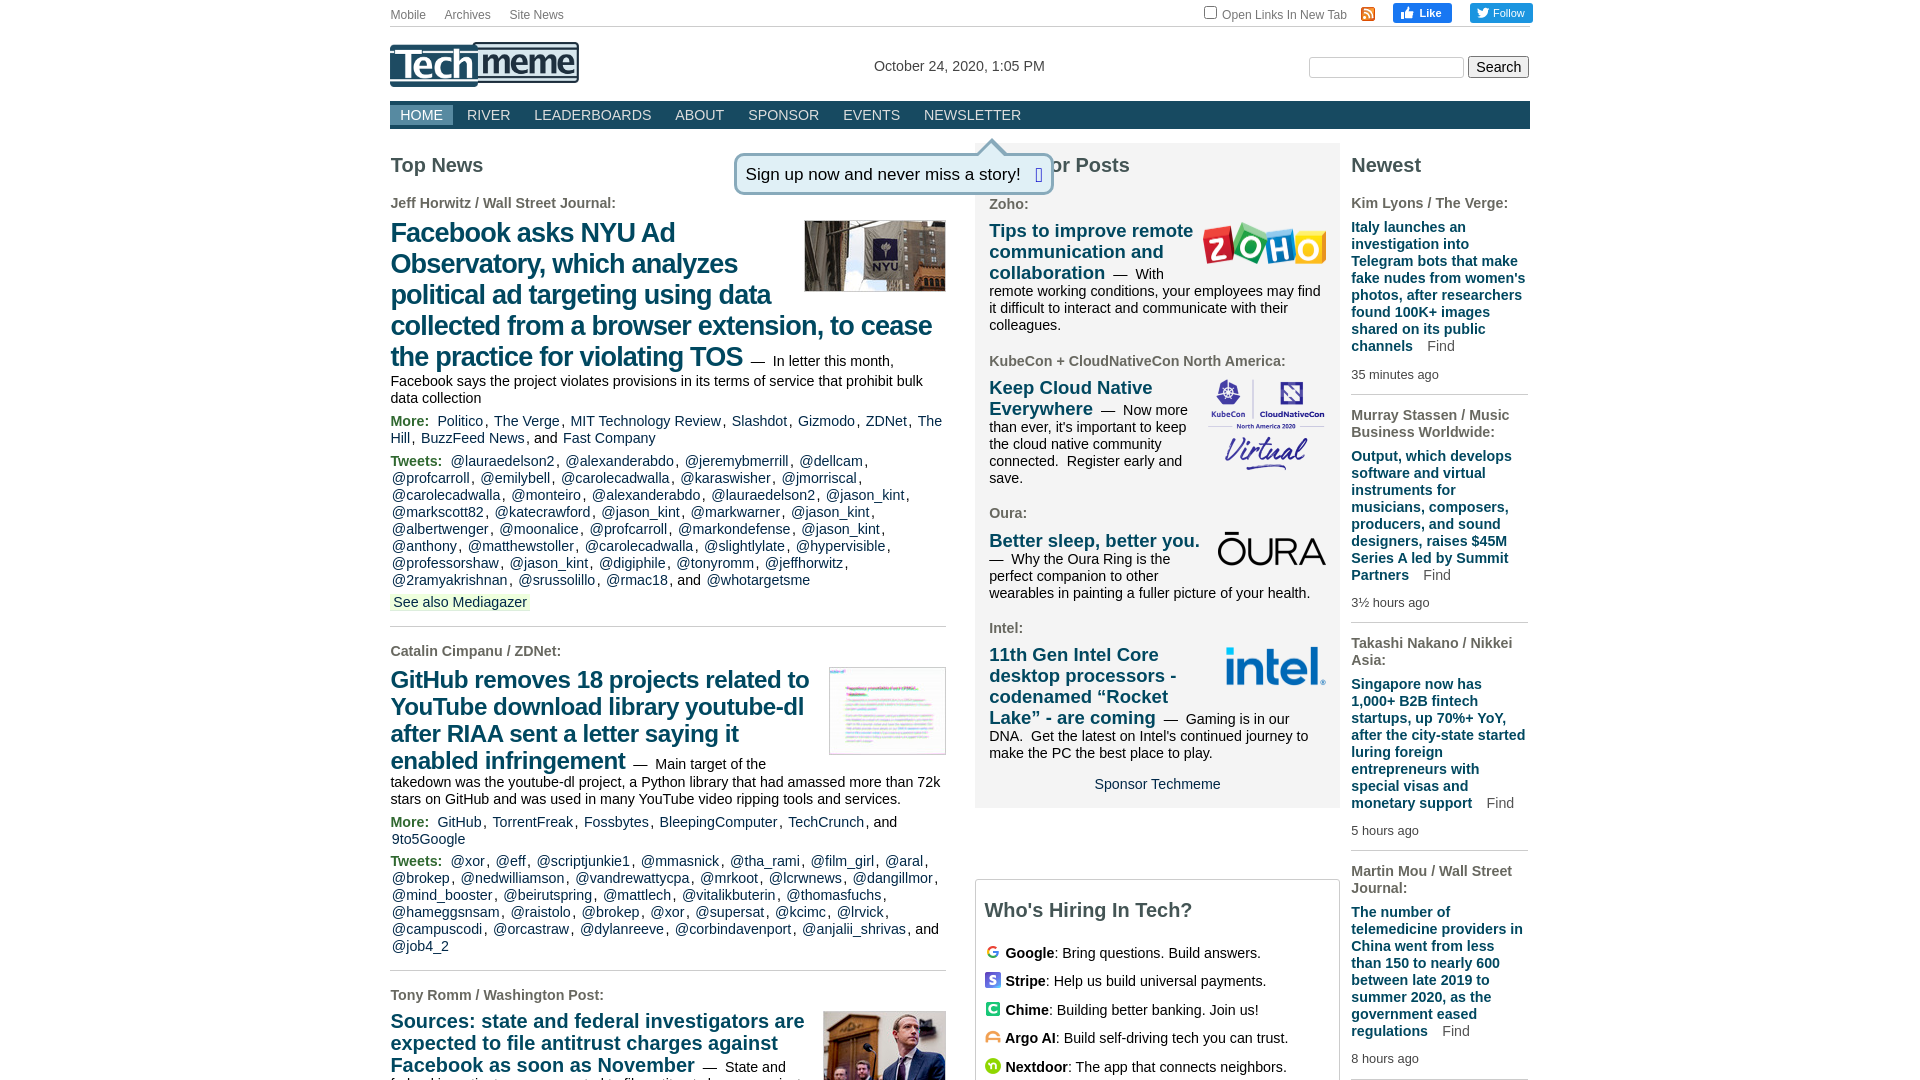 Mobile Archives Site News Open Links In New Tab Like Follow
Techmeme October 24, 2020, 1:05 PM Search
HOME RIVER LEADERBOARDS ABOUT SPONSOR EVENTS NEWSLETTER
Sign up now and never miss a story!
Top News
Jeff Horwitz / Wall Street Journal:
NYU
Facebook asks NYU Ad
Observatory, which analyzes
political ad targeting using data
collected from a browser extension, to cease
the practice for violating TOS — In letter this month,
Facebook says the project violates provisions in its terms of service that prohibit bulk
data collection
More: Politico, The Verge, MIT Technology Review, Slashdot, Gizmodo, ZDNet, The
Hill, BuzzFeed News, and Fast Company
Tweets: @lauraedelson2, @alexanderabdo, @jeremybmerrill, @dellcam,
@profcarroll, @emilybell, @carolecadwalla, @karaswisher, @jmorriscal,
@carolecadwalla, @monteiro, @alexanderabdo, @lauraedelson2, @jason_kint,
@markscott82, @katecrawford, @jason_kint, @markwarner, @jason_kint,
@albertwenger, @moonalice, @profcarroll, @markondefense, @jason_kint,
@anthony, @matthewstoller, @carolecadwalla, @slightlylate, @hypervisible,
@professorshaw, @jason_kint, @digiphile, @tonyromm, @jeffhorwitz,
@2ramyakrishnan, @srussolillo, @rmac18, and @whotargetsme
See also Mediagazer
Catalin Cimpanu / ZDNet:
GitHub removes 18 projects related to
YouTube download library youtube-dl
after RIAA sent a letter saying it
enabled infringement — Main target of the
takedown was the youtube-dl project, a Python library that had amassed more than 72k
stars on GitHub and was used in many YouTube video ripping tools and services.
More: GitHub, TorrentFreak, Fossbytes, BleepingComputer, TechCrunch, and
9to5Google
Tweets: @xor, @eff, @scriptjunkie1, @mmasnick, @tha_rami, @film_girl, @aral,
@brokep, @nedwilliamson, @vandrewattycpa, @mrkoot, @lcrwnews, @dangillmor,
@mind_booster, @beirutspring, @mattlech, @vitalikbuterin, @thomasfuchs,
@hameggsnsam, @raistolo, @brokep, @xor, @supersat, @kcimc, @lrvick,
@campuscodi, @orcastraw, @dylanreeve, @corbindavenport, @anjalii_shrivas, and
@job4_2
Tony Romm / Washington Post:
Sources: state and federal investigators are
expected to file antitrust charges against
Facebook as soon as November — State and
or Posts
Zoho:
ZOHO
Tips to improve remote
communication and
collaboration — With
remote working conditions, your employees may find
it difficult to interact and communicate with their
colleagues.
KubeCon + CloudNativeCon North America:
KubeCon CloudNativeCon
North America 2020
Virtual
Keep Cloud Native
Everywhere — Now more
than ever, it's important to keep
the cloud native community
connected. Register early and
save.
Oura:
ŌURA
Better sleep, better you.
— Why the Oura Ring is the
perfect companion to other
wearables in painting a fuller picture of your health.
Intel:
intel.
11th Gen Intel Core
desktop processors -
codenamed “Rocket
Lake” - are coming — Gaming is in our
DNA. Get the latest on Intel's continued journey to
make the PC the best place to play.
Sponsor Techmeme
Who's Hiring In Tech?
Google: Bring questions. Build answers.
Stripe: Help us build universal payments.
Chime: Building better banking. Join us!
Argo AI: Build self-driving tech you can trust.
Nextdoor: The app that connects neighbors.
Newest
Kim Lyons / The Verge:
Italy launches an
investigation into
Telegram bots that make
fake nudes from women's
photos, after researchers
found 100K+ images
shared on its public
channels Find
35 minutes ago
Murray Stassen / Music
Business Worldwide:
Output, which develops
software and virtual
instruments for
musicians, composers,
producers, and sound
designers, raises $45M
Series A led by Summit
Partners Find
3½ hours ago
Takashi Nakano / Nikkei
Asia:
Singapore now has
1,000+ B2B fintech
startups, up 70%+ YoY,
after the city-state started
luring foreign
entrepreneurs with
special visas and
monetary support Find
5 hours ago
Martin Mou / Wall Street
Journal:
The number of
telemedicine providers in
China went from less
than 150 to nearly 600
between late 2019 to
summer 2020, as the
government eased
regulations Find
8 hours ago